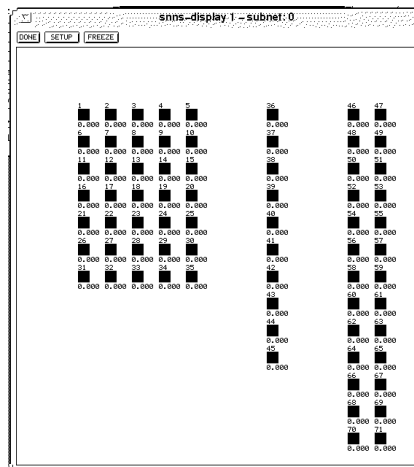 snns-display 1 - subnet: 0
DONE SETUP FREEZE
1 2 3 4 5 36 46 47
0.000 0.000 0.000 0.000 0.000 0.000 0.000 0.000
6 7 8 9 10 37 48 49
0.000 0.000 0.000 0.000 0.000 0.000 0.000 0.000
11 12 13 14 15 38 50 51
0.000 0.000 0.000 0.000 0.000 0.000 0.000 0.000
16 17 18 19 20 39 52 53
0.000 0.000 0.000 0.000 0.000 0.000 0.000 0.000
21 22 23 24 25 40 54 55
0.000 0.000 0.000 0.000 0.000 0.000 0.000 0.000
26 27 28 29 30 41 56 57
0.000 0.000 0.000 0.000 0.000 0.000 0.000 0.000
31 32 33 34 35 42 58 59
0.000 0.000 0.000 0.000 0.000 0.000 0.000 0.000
43 60 61
0.000 0.000 0.000
44 62 63
0.000 0.000 0.000
45 64 65
0.000 0.000 0.000
66 67
0.000 0.000
68 69
0.000 0.000
70 71
0.000 0.000